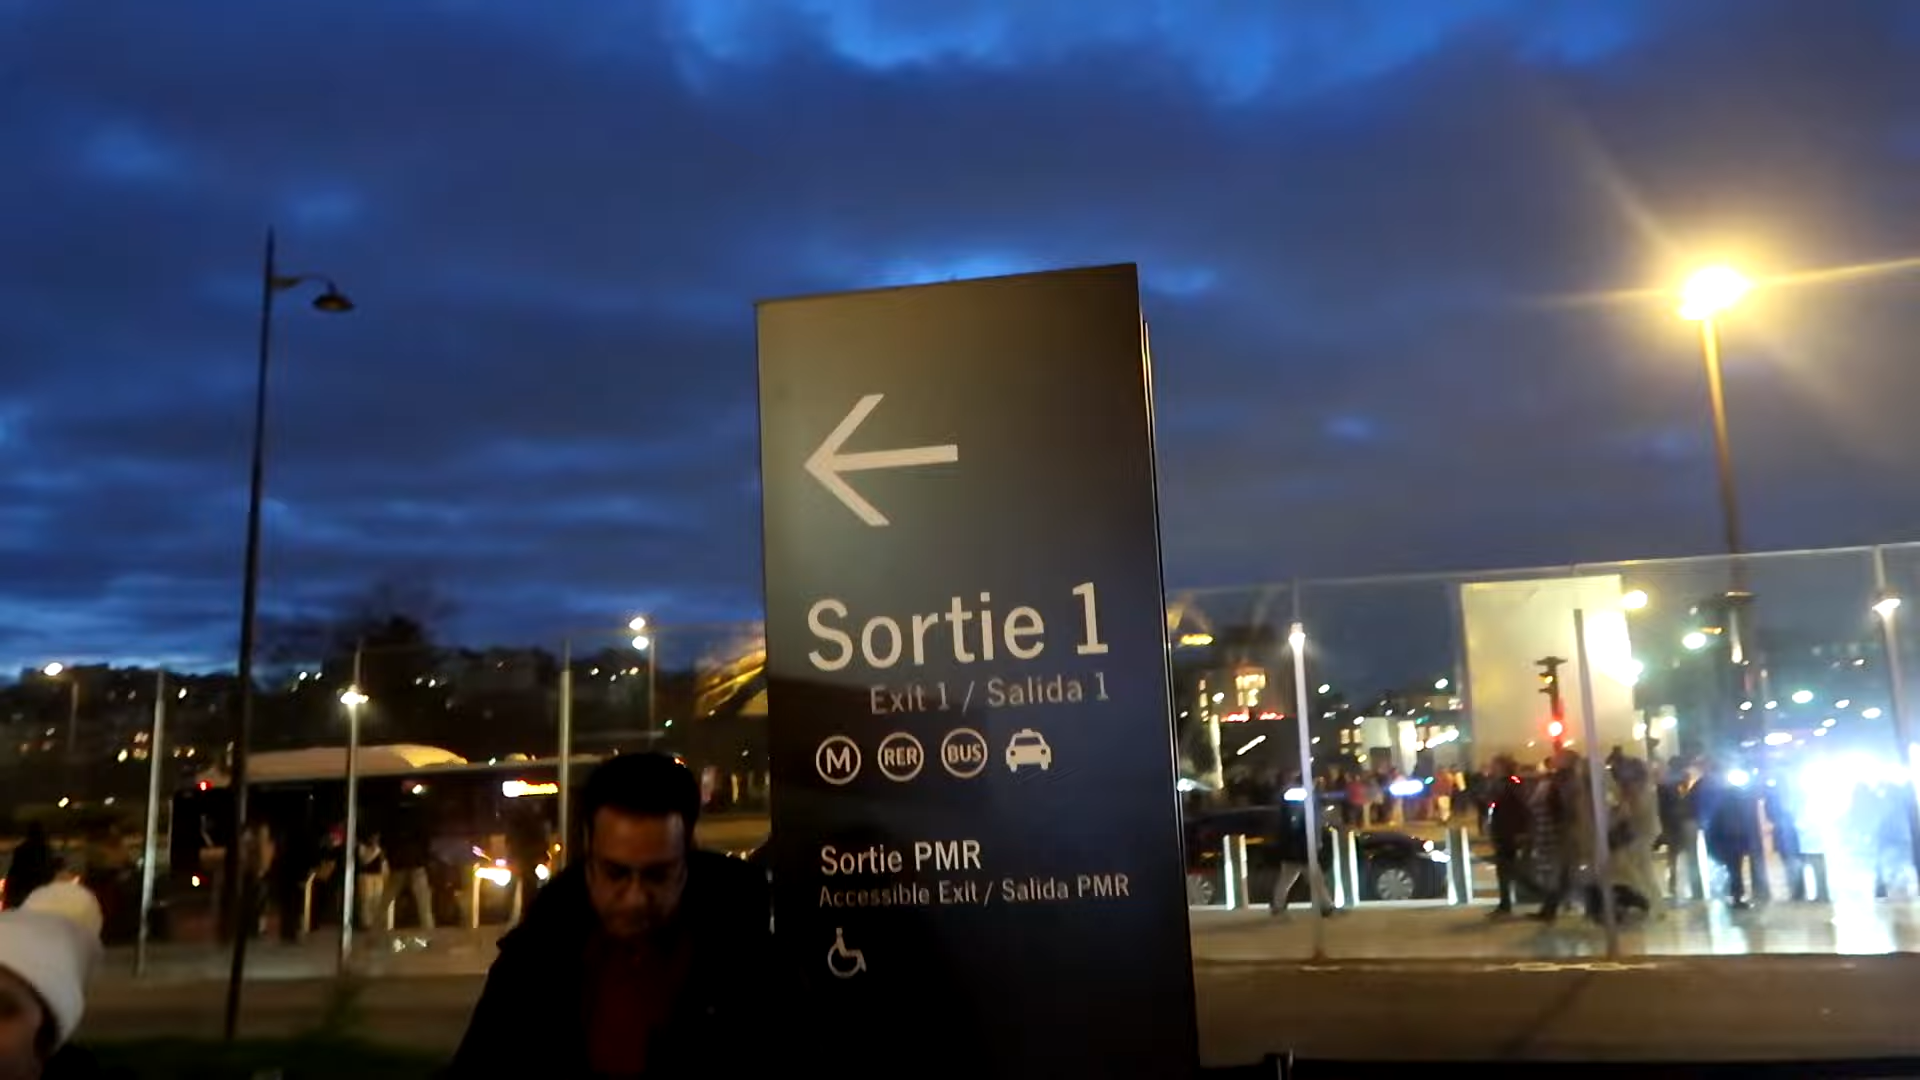 Sortie 1
Exit 1 / Salida 1
M RER BUS
Sortie PMR
Accessible Exit / Salida PMR